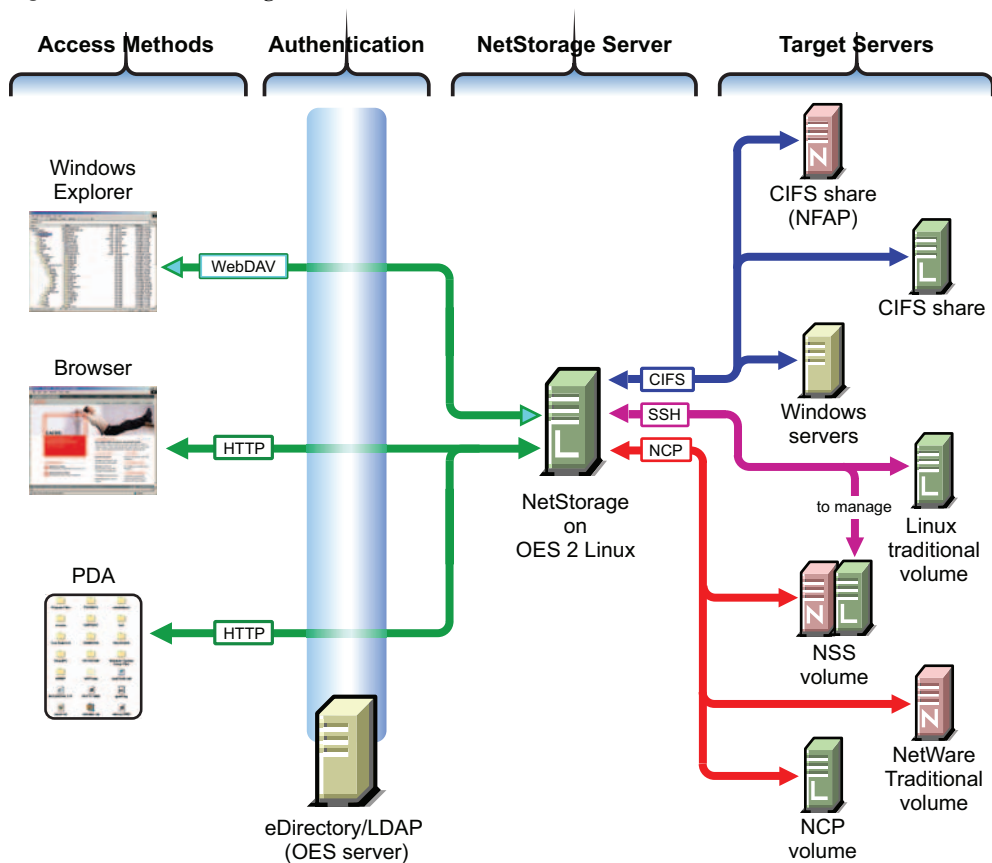 Access Methods
Authentication
NetStorage Server
Target Servers
Windows
Explorer
WebDAV
Browser
HTTP
PDA
HTTP
eDirectory/LDAP
(OES server)
L
NetStorage
on
OES 2 Linux
CIFS
SSH
NCP
N
CIFS share
(NFAP)
L
CIFS share
Windows
servers
L
Linux
traditional
volume
to manage
N
L
NSS
volume
N
NetWare
Traditional
volume
L
NCP
volume